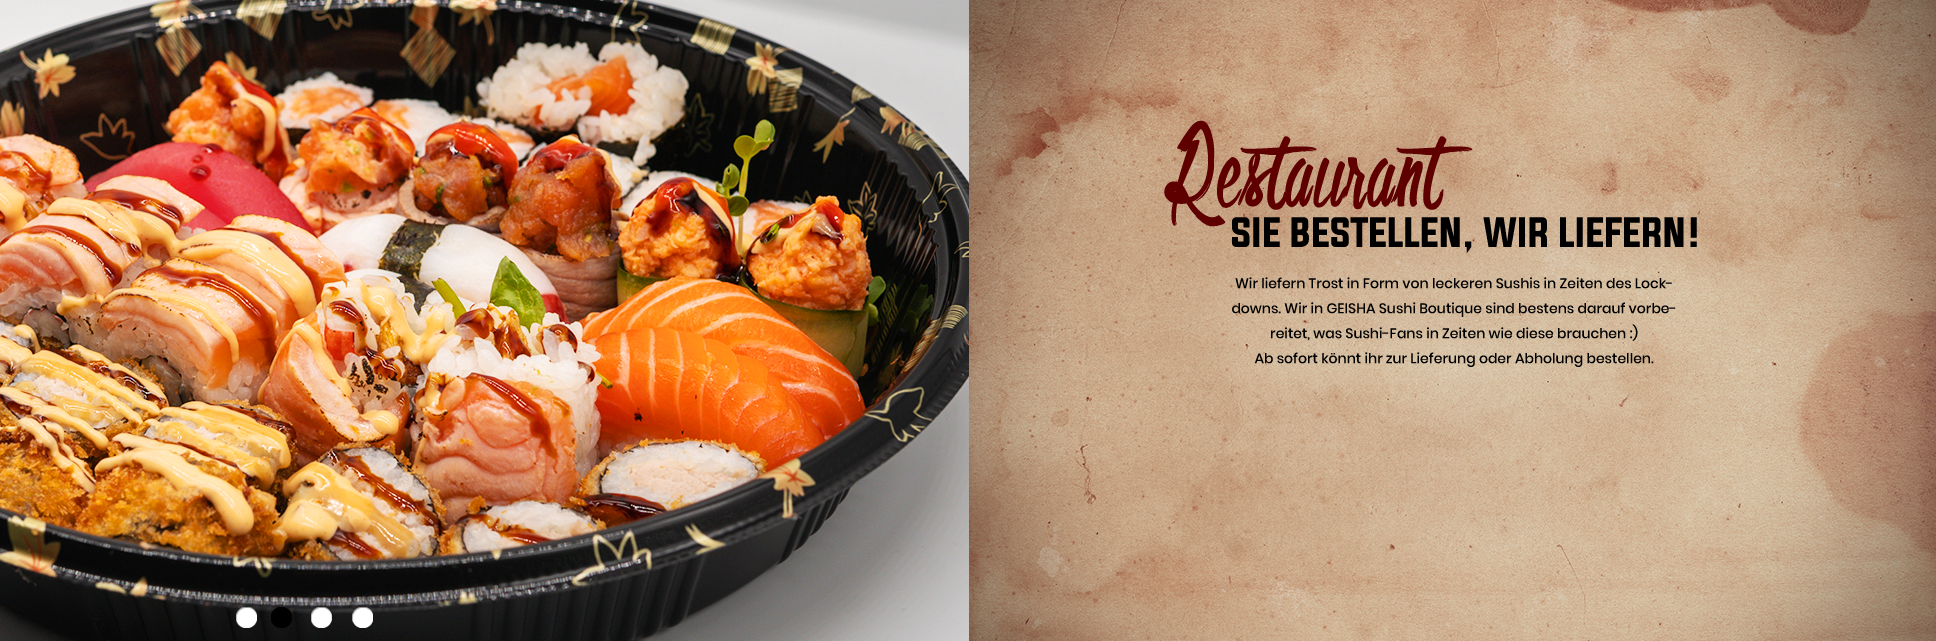 Restaurant
SIE BESTELLEN, WIR LIEFERN!
Wir liefern Trost in Form von leckeren Sushis in Zeiten des Lock-
downs. Wir in GEISHA Sushi Boutique sind bestens darauf vorbe-
reitet, was Sushi-Fans in Zeiten wie diese brauchen :)
Ab sofort könnt ihr zur Lieferung oder Abholung bestellen.